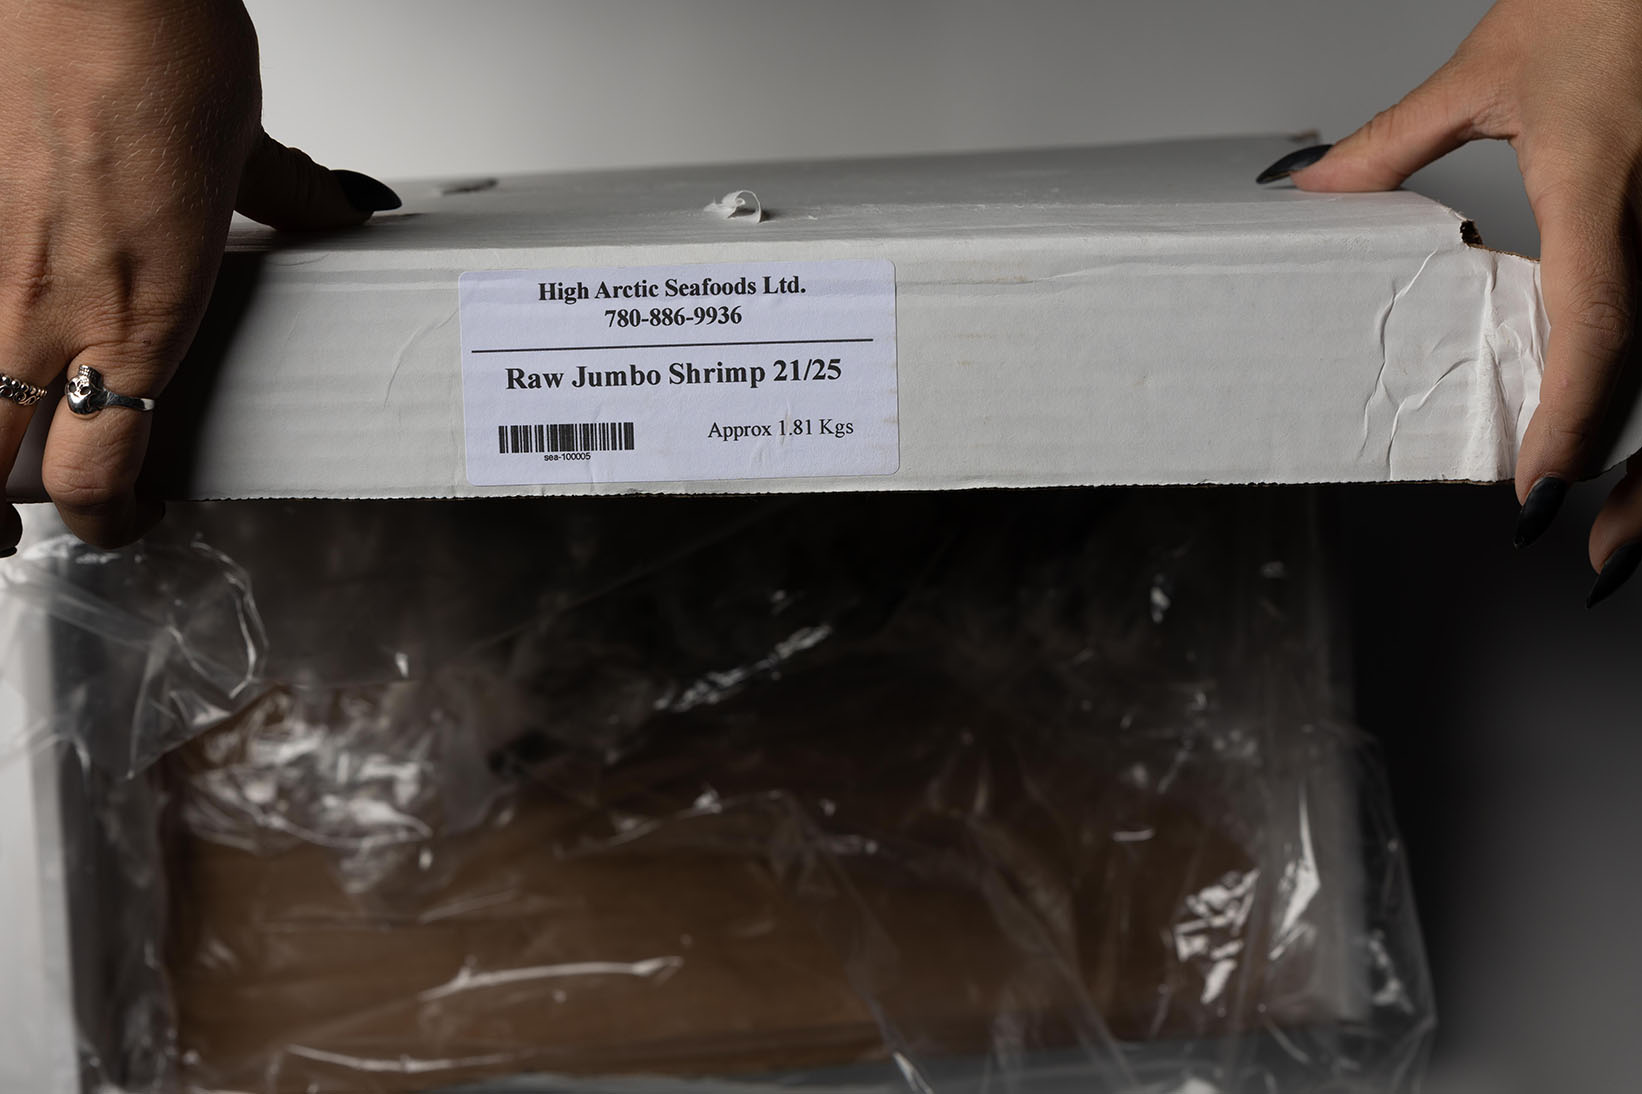 High Arctic Seafoods Ltd.
780-886-9936
Raw Jumbo Shrimp 21/25
Approx 1.81 Kgs
sea-100005